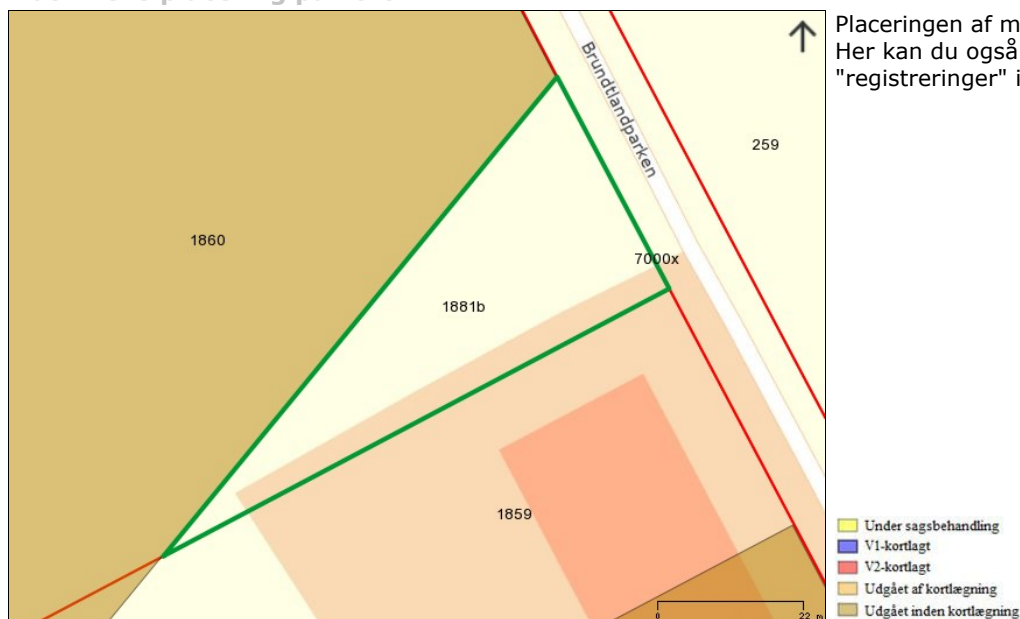 Placeringen af m
Her kan du også
"registreringer" i
Brundtlandparken
259
1860
7000x
1881b
1859
0 22 m
Under sagsbehandling
V1-kortlagt
V2-kortlagt
Udgået af kortlægning
Udgået inden kortlægning